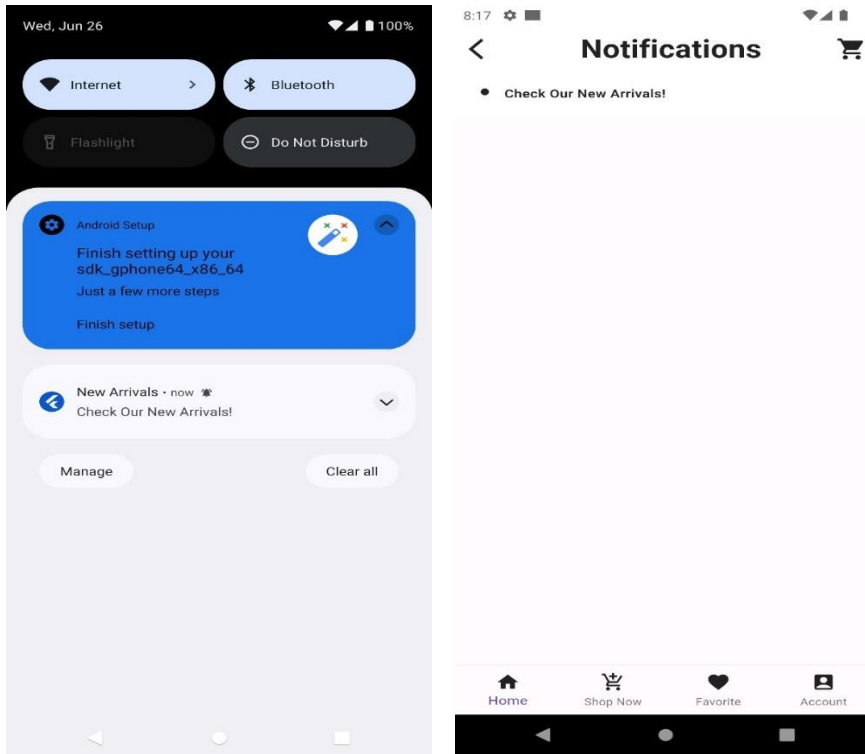 Wed, Jun 26
100%
Internet
Bluetooth
Flashlight
Do Not Disturb
Android Setup
Finish setting up your
sdk_gphone64_x86_64
Just a few more steps
Finish setup
New Arrivals • now
Check Our New Arrivals!
Manage
Clear all
8:17
Notifications
Check Our New Arrivals!
Home
Shop Now
Favorite
Account